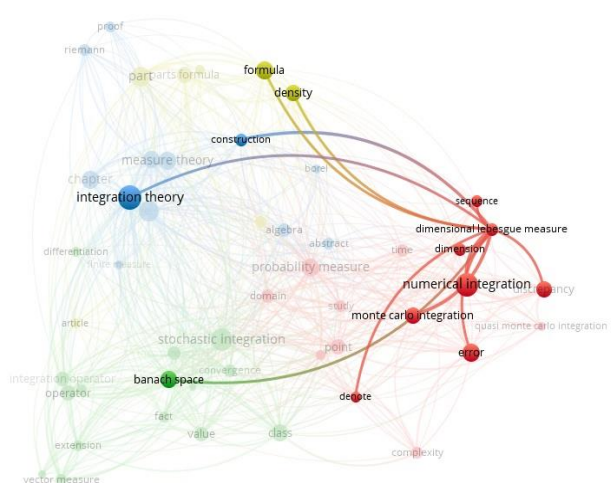 proof
riemann
part
parts formula
formula
density
construction
measure theory
chapter
borel
integration theory
sequence
algebra
dimensional lebesgue measure
abstract
differentiation
time
dimension
finite measure
probability measure
numerical integration
discrepancy
domain
study
monte carlo integration
article
quasi monte carlo integration
stochastic integration
point
error
convergence
integration operator
banach space
operator
denote
fact
value
class
extension
complexity
vector measure